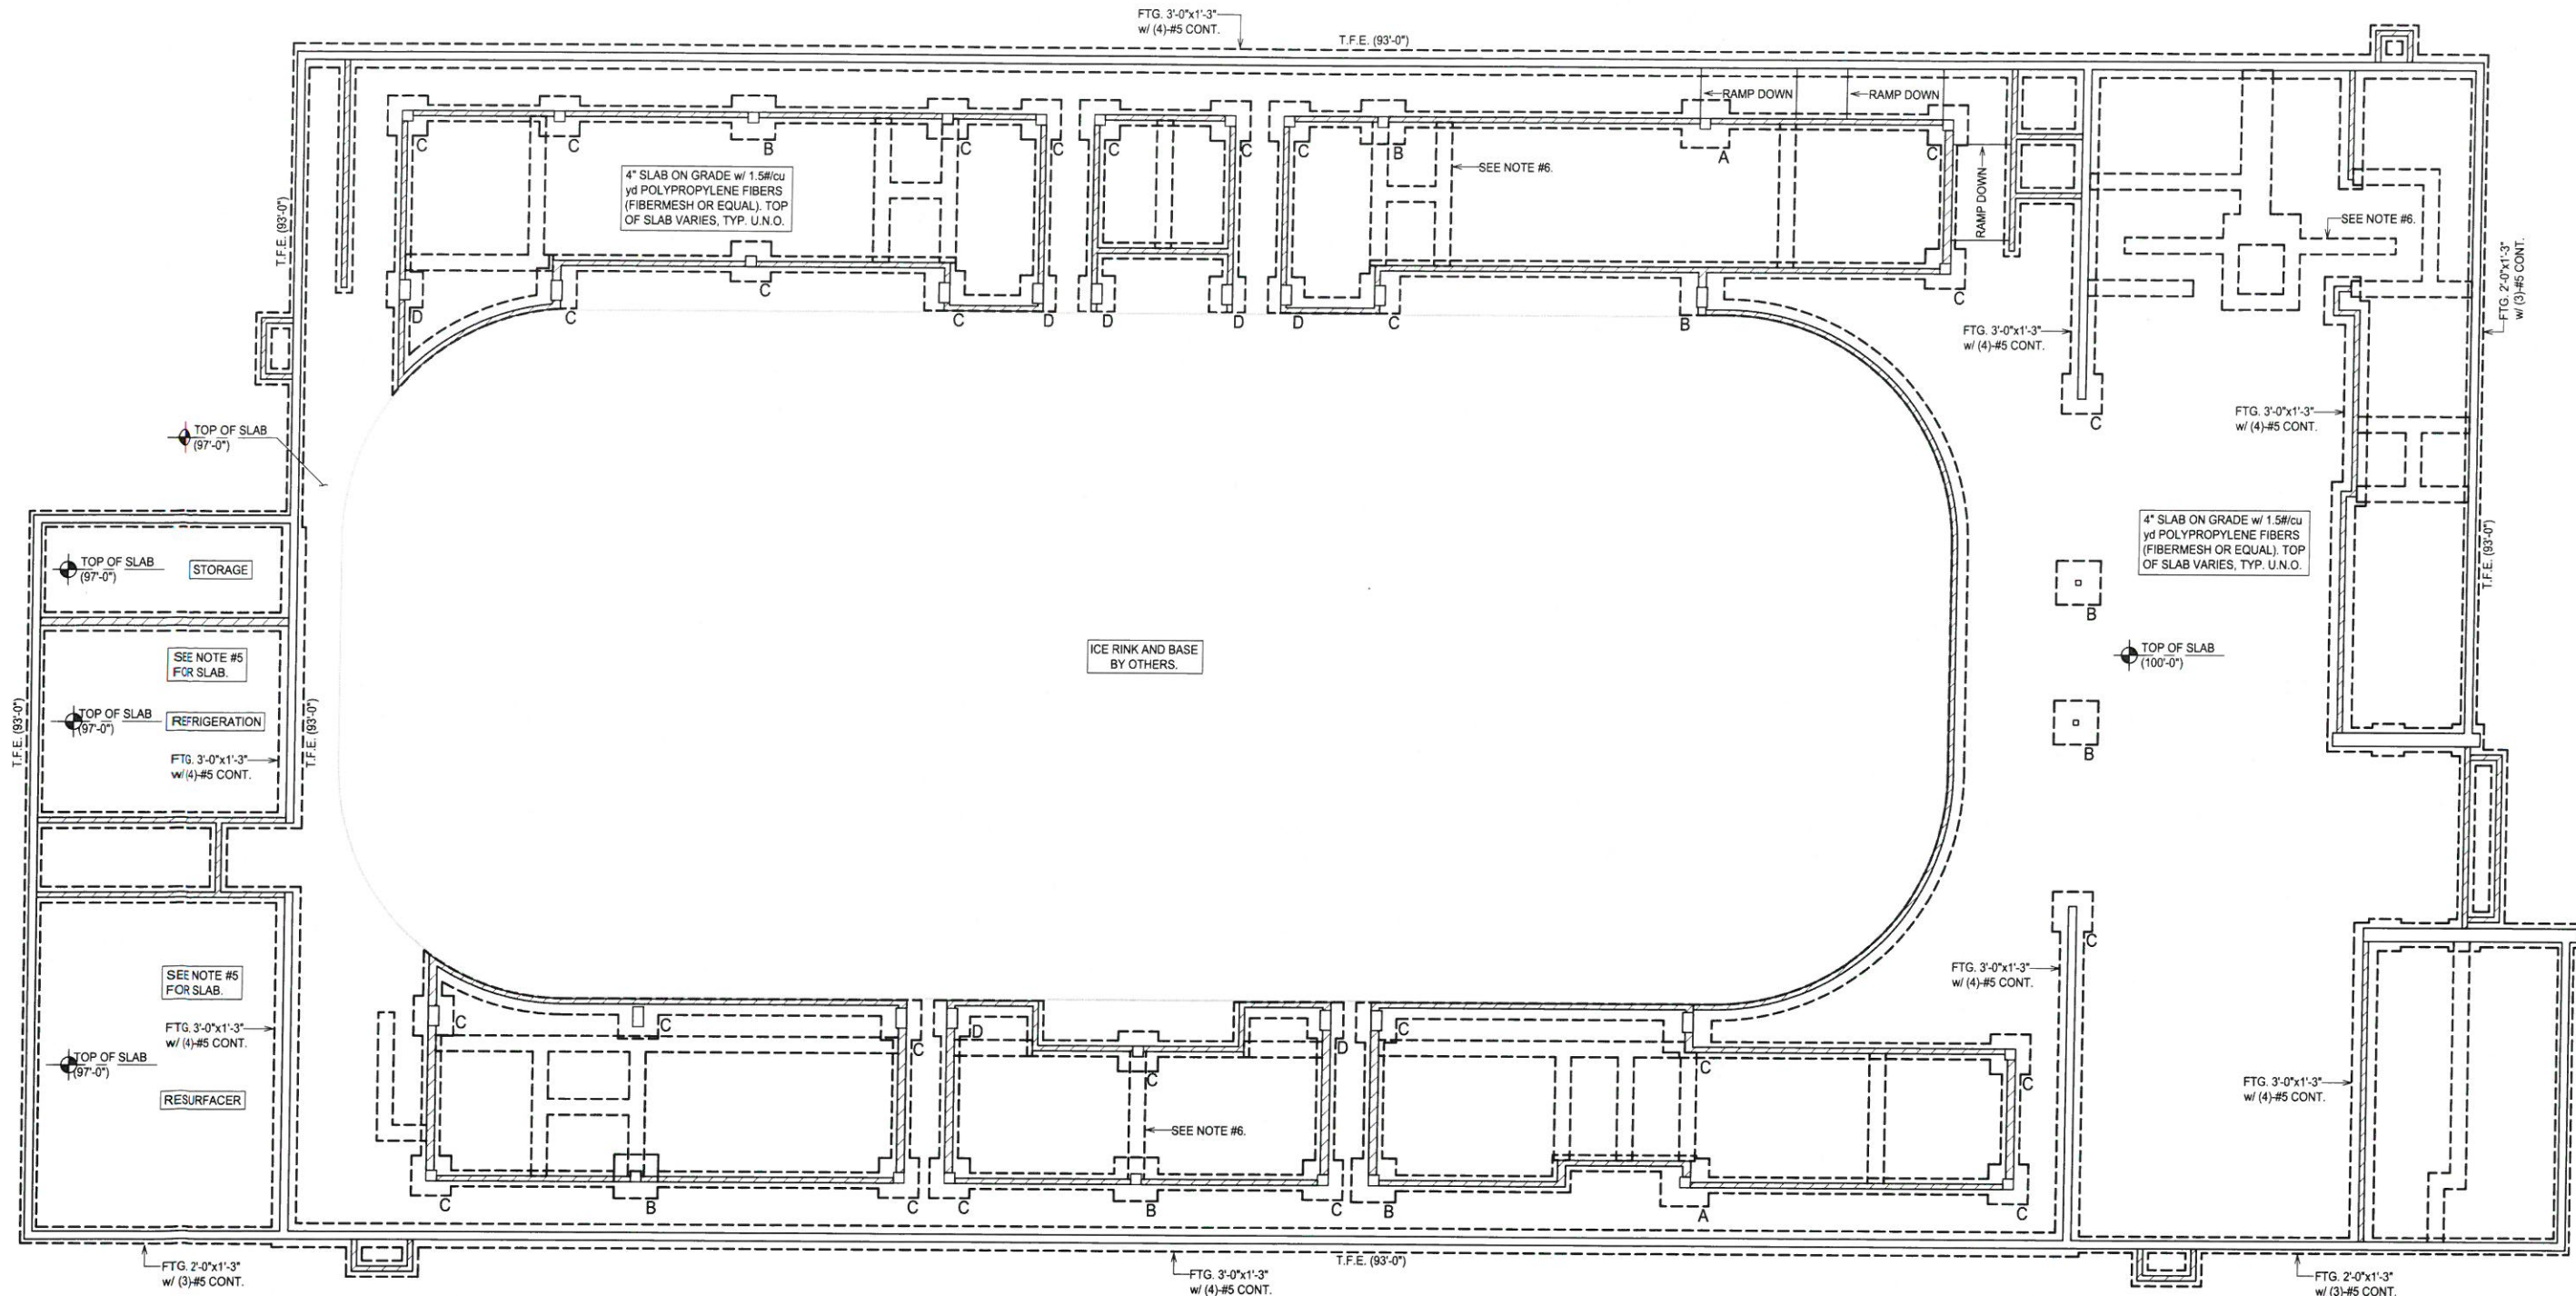 FTG. 3'-0"x1'-3"
w/ (4)-#5 CONT.
T.F.E. (93'-0")
RAMP DOWN
RAMP DOWN
C
C
B
C
C
C
C
C
B
A
C
4" SLAB ON GRADE w/ 1.5#/cu
yd POLYPROPYLENE FIBERS
(FIBERMESH OR EQUAL). TOP
OF SLAB VARIES, TYP. U.N.O.
SEE NOTE #6.
RAMP DOWN
T.F.E. (93'-0")
SEE NOTE #6.
FTG. 2'-0"x1'-3"
w/ (3)-#5 CONT.
D
C
C
C
D
D
D
D
C
B
C
FTG. 3'-0"x1'-3"
w/ (4)-#5 CONT.
C
FTG. 3'-0"x1'-3"
w/ (4)-#5 CONT.
TOP OF SLAB
(97'-0")
4" SLAB ON GRADE w/ 1.5#/cu
yd POLYPROPYLENE FIBERS
(FIBERMESH OR EQUAL). TOP
OF SLAB VARIES, TYP. U.N.O.
T.F.E. (93'-0")
TOP OF SLAB
(97'-0")
STORAGE
B
SEE NOTE #5
FOR SLAB.
ICE RINK AND BASE
BY OTHERS.
TOP OF SLAB
(100'-0")
TOP OF SLAB
(97'-0")
REFRIGERATION
T.F.E. (93'-0")
T.F.E. (93'-0")
B
FTG. 3'-0"x1'-3"
w/ (4)-#5 CONT.
C
SEE NOTE #5
FOR SLAB.
FTG. 3'-0"x1'-3"
w/ (4)-#5 CONT.
FTG. 3'-0"x1'-3"
w/ (4)-#5 CONT.
C
C
C
D
C
D
C
C
C
TOP OF SLAB
(97'-0")
RESURFACER
FTG. 3'-0"x1'-3"
w/ (4)-#5 CONT.
SEE NOTE #6.
C
B
C
C
B
C
B
A
C
FTG. 2'-0"x1'-3"
w/ (3)-#5 CONT.
FTG. 3'-0"x1'-3"
w/ (4)-#5 CONT.
T.F.E. (93'-0")
FTG. 2'-0"x1'-3"
w/ (3)-#5 CONT.